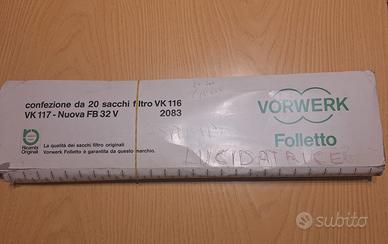 confezione da 20 sacchi filtro VK 116
VK 117 - Nuova FB 32 V 2083
Ricambi
Originali
La qualità dei sacchi filtro originali
Vorwerk Folletto è garantita da questo marchio.
VORWERK
Folletto
LUCIDATRICE
subito